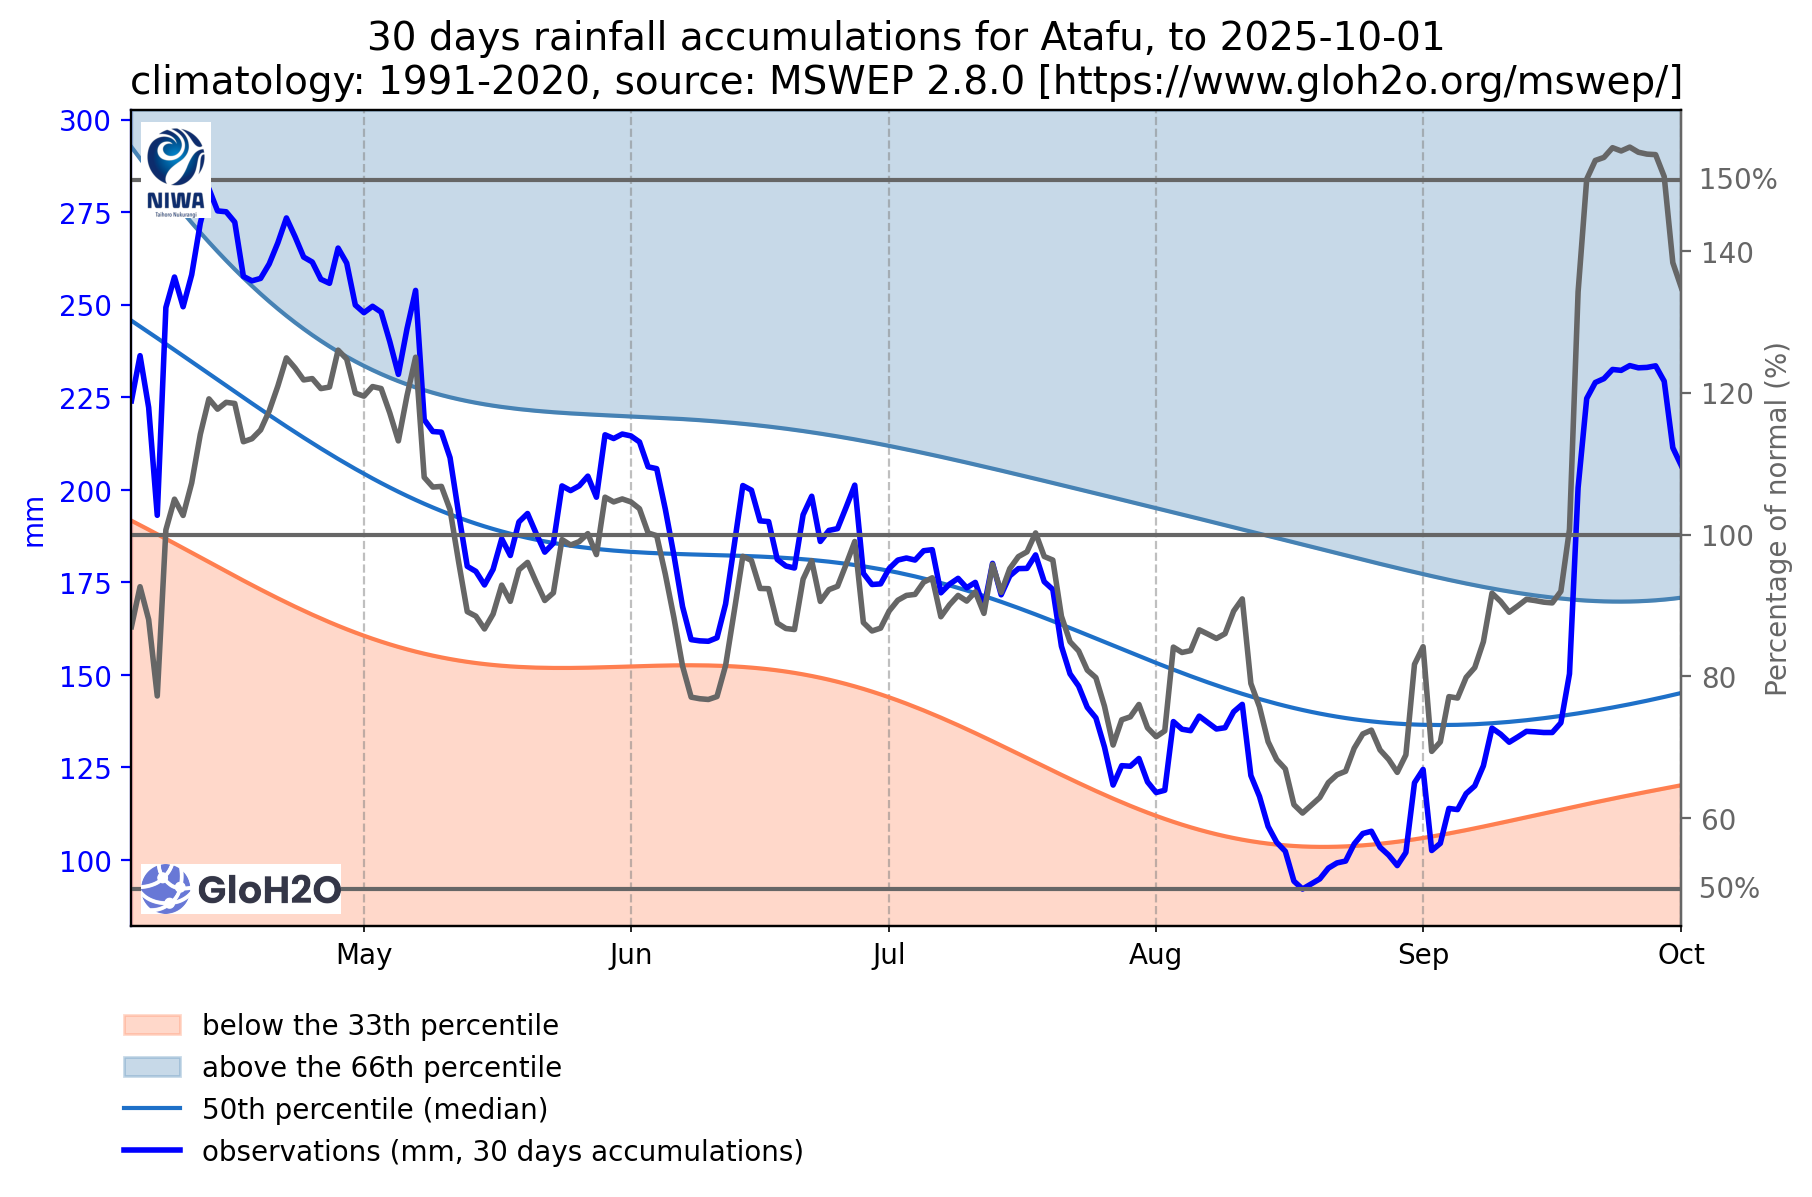 30 days rainfall accumulations for Atafu, to 2025-10-01
climatology: 1991-2020, source: MSWEP 2.8.0 [https://www.gloh2o.org/mswep/]
300
275
250
225
200
175
150
125
100
mm
NIWA
Taihoro Nukurangi
GloH2O
150%
140
120
100
80
60
50%
Percentage of normal (%)
May
Jun
Jul
Aug
Sep
Oct
below the 33th percentile
above the 66th percentile
50th percentile (median)
observations (mm, 30 days accumulations)